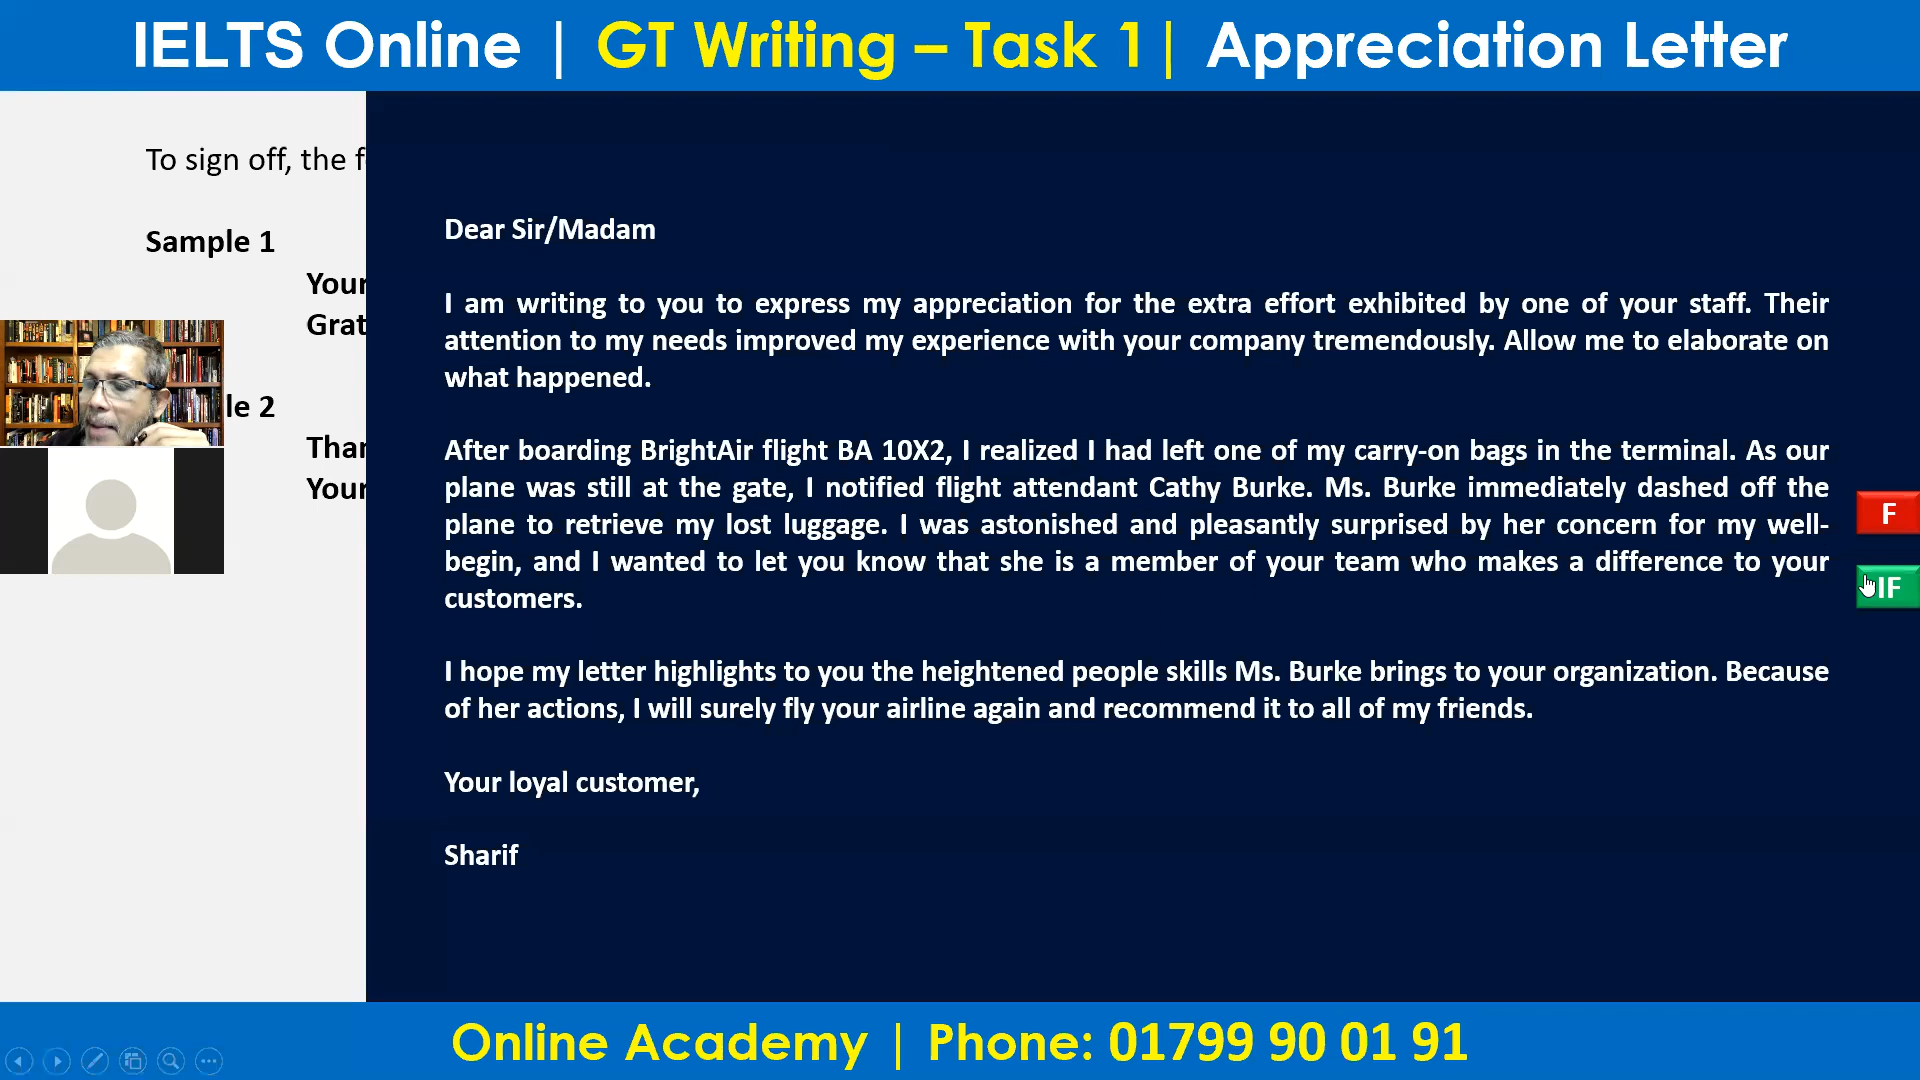 IELTS Online | GT Writing – Task 1 | Appreciation Letter
To sign off, the f
Sample 1
Your
Grat
le 2
Than
Your
Dear Sir/Madam
I am writing to you to express my appreciation for the extra effort exhibited by one of your staff. Their
attention to my needs improved my experience with your company tremendously. Allow me to elaborate on
what happened.
After boarding BrightAir flight BA 10X2, I realized I had left one of my carry-on bags in the terminal. As our
plane was still at the gate, I notified flight attendant Cathy Burke. Ms. Burke immediately dashed off the
plane to retrieve my lost luggage. I was astonished and pleasantly surprised by her concern for my well-
begin, and I wanted to let you know that she is a member of your team who makes a difference to your
customers.
I hope my letter highlights to you the heightened people skills Ms. Burke brings to your organization. Because
of her actions, I will surely fly your airline again and recommend it to all of my friends.
Your loyal customer,
Sharif
F
IF
Online Academy | Phone: 01799 90 01 91